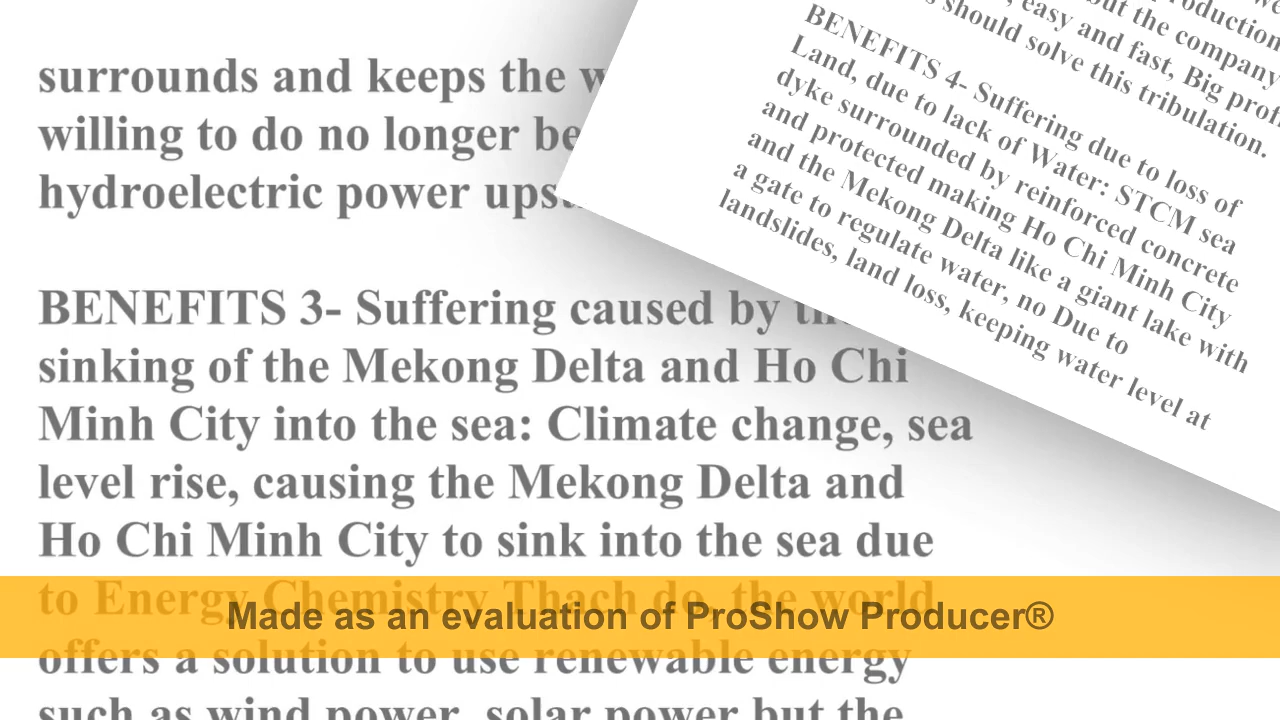 surrounds and keeps the
willing to do no longer be
hydroelectric power
BENEFITS 3- Suffering caused by
sinking of the Mekong Delta and Ho Chi
Minh City into the sea: Climate change, sea
level rise, causing the Mekong Delta and
Ho Chi Minh City to sink into the sea due
to Energy Chemistry Thach do, the world
offers a solution to use renewable energy
such as wind power, solar power but the
but the company
easy and fast, Big
should solve this tribulation.
BENEFITS 4- Suffering due to loss of
Land, due to lack of Water: STCM sea
dyke surrounded by reinforced concrete
and protected making Ho Chi Minh City
and the Mekong Delta like a giant lake with
a gate to regulate water, no Due to
landslides, land loss, keeping water level at
Made as an evaluation of ProShow Producer®